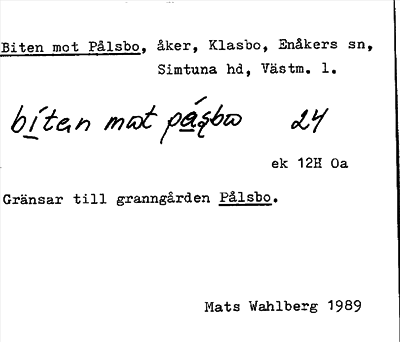 Biten mot Pålsbo, åker, Klasbo, Enåkers sn,
Simtuna hd, Västm. l.
bítan mot påsbo 24
ek 12H 0a
Gränsar till granngården Pålsbo.
Mats Wahlberg 1989